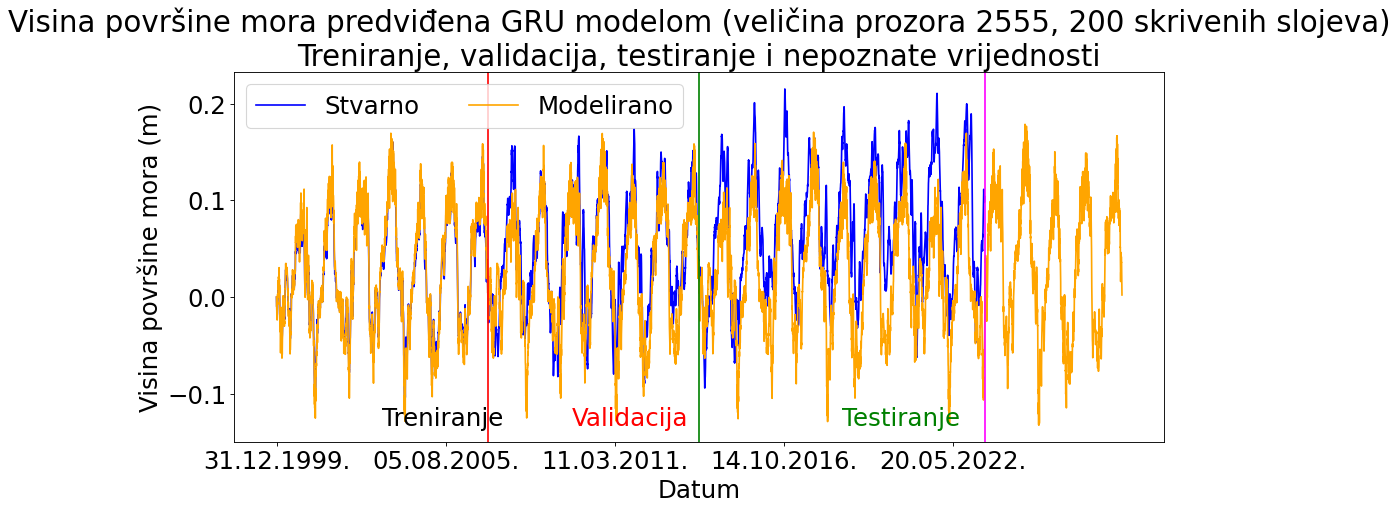 Visina površine mora predviđena GRU modelom (veličina prozora 2555, 200 skrivenih slojeva)
Treniranje, validacija, testiranje i nepoznate vrijednosti
Stvarno
Modelirano
Visina površine mora (m)
0.2
0.1
0.0
−0.1
Treniranje
Validacija
Testiranje
31.12.1999.
05.08.2005.
11.03.2011.
14.10.2016.
20.05.2022.
Datum